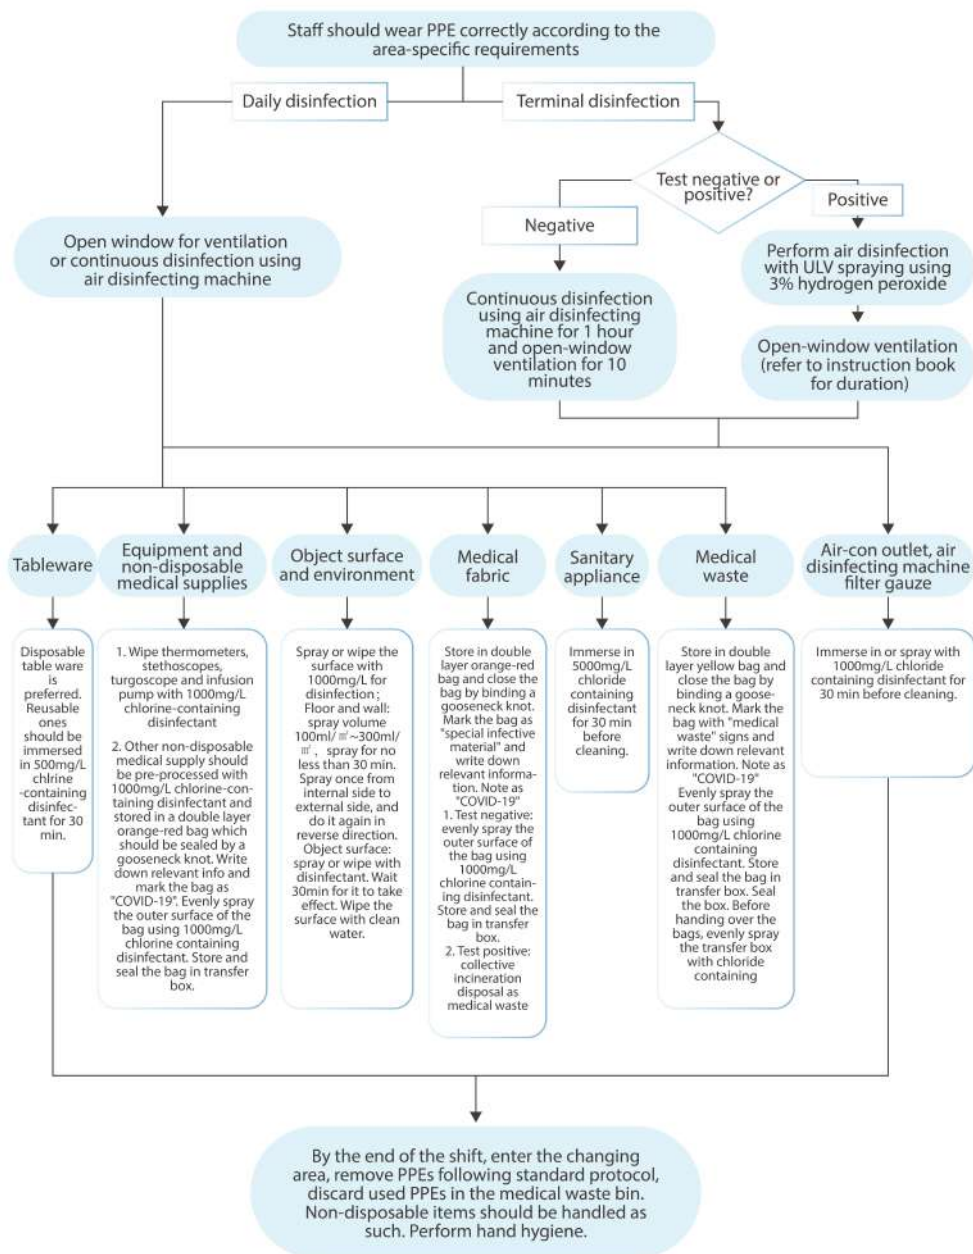 Staff should wear PPE correctly according to the
area-specific requirements
Daily disinfection
Terminal disinfection
Test negative or
positive?
Negative
Positive
Open window for ventilation
or continuous disinfection using
air disinfecting machine
Continuous disinfection
using air disinfecting
machine for 1 hour
and open-window
ventilation for 10
minutes
Perform air disinfection
with ULV spraying using
3% hydrogen peroxide
Open-window ventilation
(refer to instruction book
for duration)
Tableware
Equipment and
non-disposable
medical supplies
Object surface
and environment
Medical
fabric
Sanitary
appliance
Medical
waste
Air-con outlet, air
disinfecting machine
filter gauze
Disposable
table ware
is
preferred.
Reusable
ones
should be
immersed
in 500mg/L
chlrine
-containing
disinfec-
tant for 30
min.
1. Wipe thermometers,
stethoscopes,
turgoscope and infusion
pump with 1000mg/L
chlorine-containing
disinfectant
2. Other non-disposable
medical supply should
be pre-processed with
1000mg/L chlorine-con-
taining disinfectant and
stored in a double layer
orange-red bag which
should be sealed by a
gooseneck knot. Write
down relevant info and
mark the bag as
"COVID-19". Evenly spray
the outer surface of the
bag using 1000mg/L
chlorine containing
disinfectant. Store and
seal the bag in transfer
box.
Spray or wipe the
surface with
1000mg/L for
disinfection;
Floor and wall:
spray volume
100ml/㎡~300ml/
㎡, spray for no
less than 30 min.
Spray once from
internal side to
external side, and
do it again in
reverse direction.
Object surface:
spray or wipe with
disinfectant. Wait
30min for it to take
effect. Wipe the
surface with clean
water.
Store in double
layer orange-red
bag and close the
bag by binding a
gooseneck knot.
Mark the bag as
"special infective
material" and
write down
relevant informa-
tion. Note as
"COVID-19"
1. Test negative:
evenly spray the
outer surface of
the bag using
1000mg/L
chlorine contain-
ing disinfectant.
Store and seal the
bag in transfer
box.
2. Test positive:
collective
incineration
disposal as
medical waste
Immerse in
5000mg/L
chloride
containing
disinfectant
for 30 min
before
cleaning.
Store in double
layer yellow bag and
close the bag by
binding a goose-
neck knot. Mark the
bag with "medical
waste" signs and
write down relevant
information. Note as
"COVID-19"
Evenly spray the
outer surface of the
bag using
1000mg/L chlorine
containing
disinfectant. Store
and seal the bag in
transfer box. Seal
the box. Before
handing over the
bags, evenly spray
the transfer box
with chloride
containing
Immerse in or spray with
1000mg/L chloride
containing disinfectant for
30 min before cleaning.
By the end of the shift, enter the changing
area, remove PPEs following standard protocol,
discard used PPEs in the medical waste bin.
Non-disposable items should be handled as
such. Perform hand hygiene.